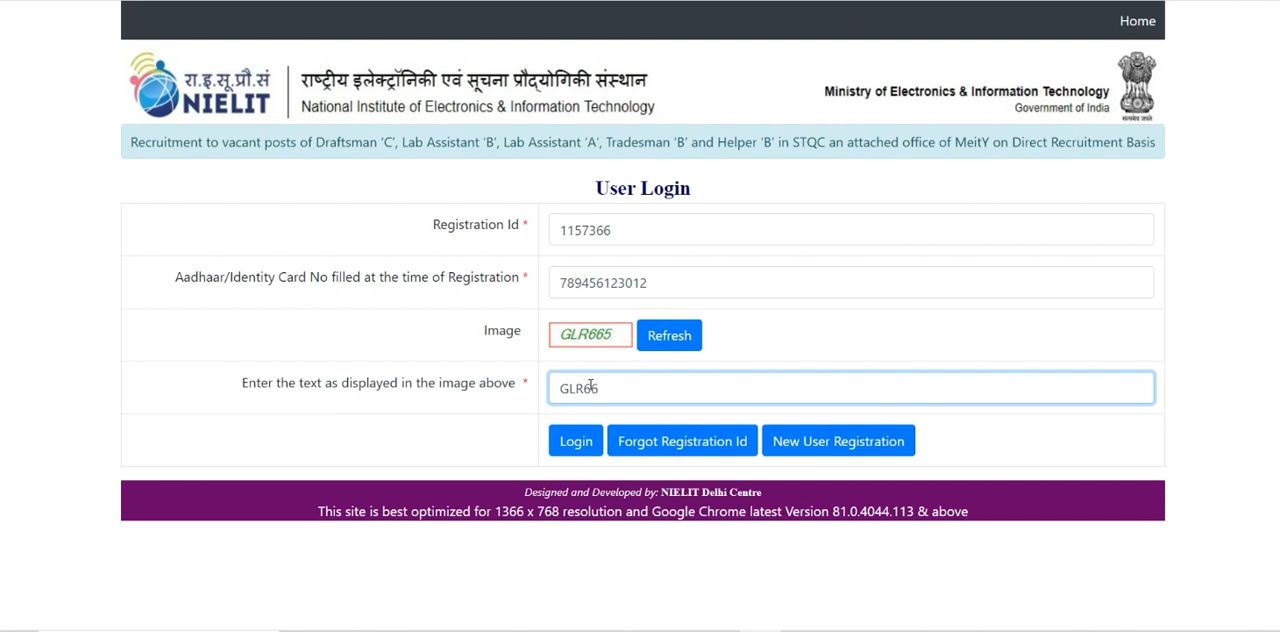 Home
रा.इ.सू.प्रौ.सं
NIELIT
राष्ट्रीय इलेक्ट्रॉनिकी एवं सूचना प्रौद्योगिकी संस्थान
National Institute of Electronics & Information Technology
Ministry of Electronics & Information Technology
Government of India
सत्यमेव जयते
Recruitment to vacant posts of Draftsman ‘C’, Lab Assistant ‘B’, Lab Assistant ‘A’, Tradesman ‘B’ and Helper ‘B’ in STQC an attached office of MeitY on Direct Recruitment Basis
User Login
Registration Id *
1157366
Aadhaar/Identity Card No filled at the time of Registration *
789456123012
Image
GLR665
Refresh
Enter the text as displayed in the image above *
GLR66
Login
Forgot Registration Id
New User Registration
Designed and Developed by: NIELIT Delhi Centre
This site is best optimized for 1366 x 768 resolution and Google Chrome latest Version 81.0.4044.113 & above